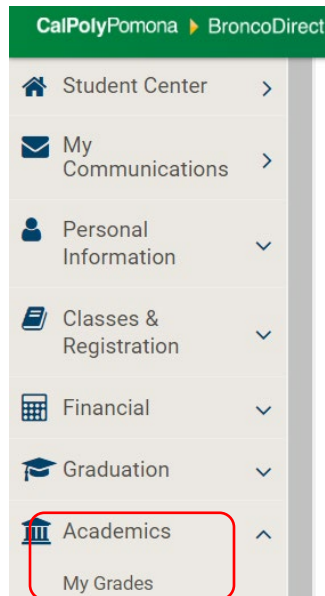 CalPolyPomona BroncoDirect
Student Center
My
Communications
Personal
Information
Classes &
Registration
Financial
Graduation
Academics
My Grades